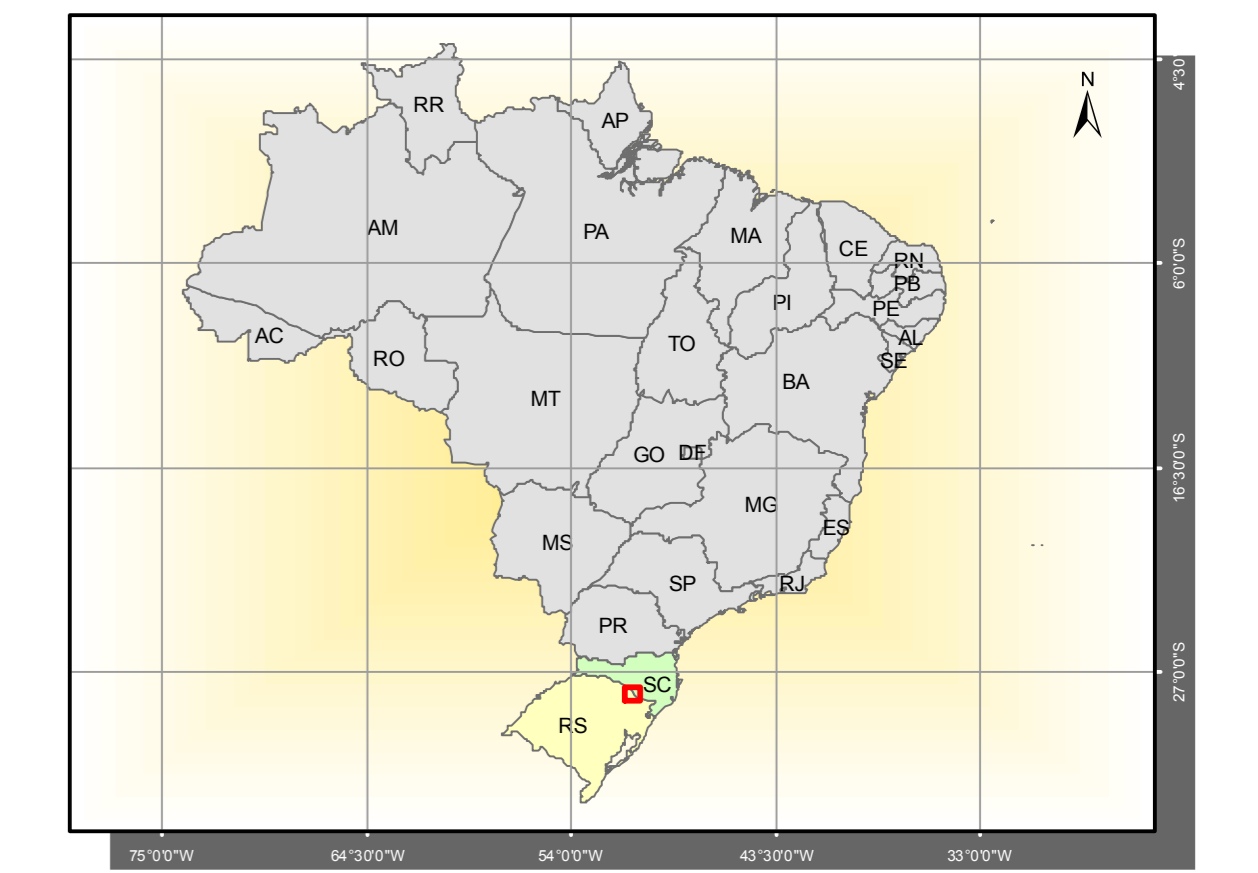 N
4°30
RR
AP
AM
PA
MA
CE
RN
6°0'0"S
PB
PI
PE
AC
AL
RO
TO
SE
BA
MT
GO
DF
16°30'0"S
MG
ES
MS
SP
RJ
PR
27°0'0"S
SC
RS
75°0'0"W
64°30'0"W
54°0'0"W
43°30'0"W
33°0'0"W